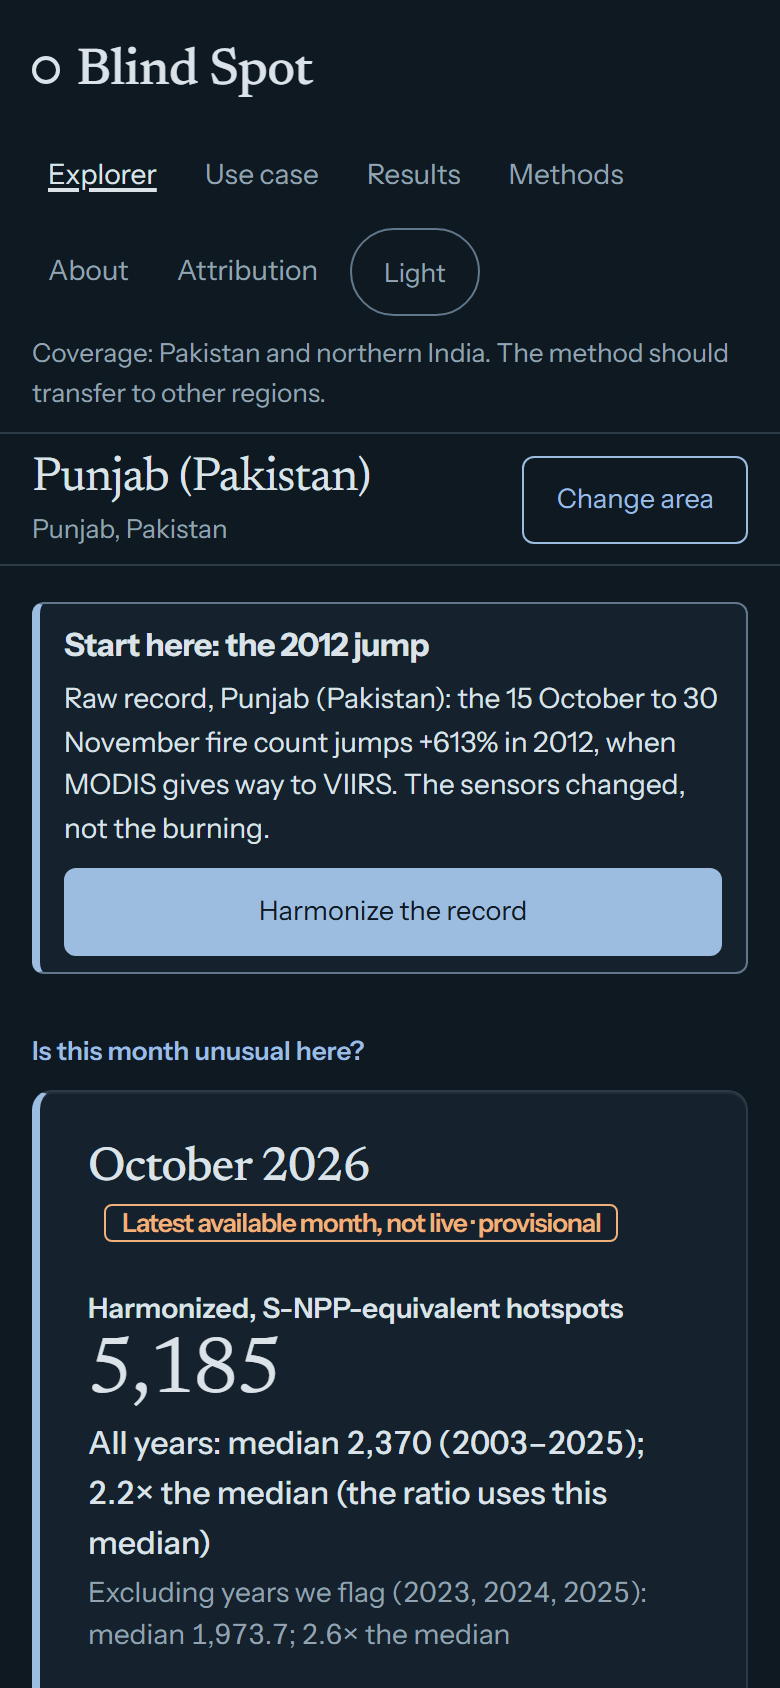 Blind Spot
Explorer Use case Results Methods
About Attribution Light
Coverage: Pakistan and northern India. The method should
transfer to other regions.
Punjab (Pakistan)
Punjab, Pakistan
Change area
Start here: the 2012 jump
Raw record, Punjab (Pakistan): the 15 October to 30
November fire count jumps +613% in 2012, when
MODIS gives way to VIIRS. The sensors changed,
not the burning.
Harmonize the record
Is this month unusual here?
October 2026
Latest available month, not live · provisional
Harmonized, S-NPP-equivalent hotspots
5,185
All years: median 2,370 (2003–2025);
2.2× the median (the ratio uses this
median)
Excluding years we flag (2023, 2024, 2025):
median 1,973.7; 2.6× the median